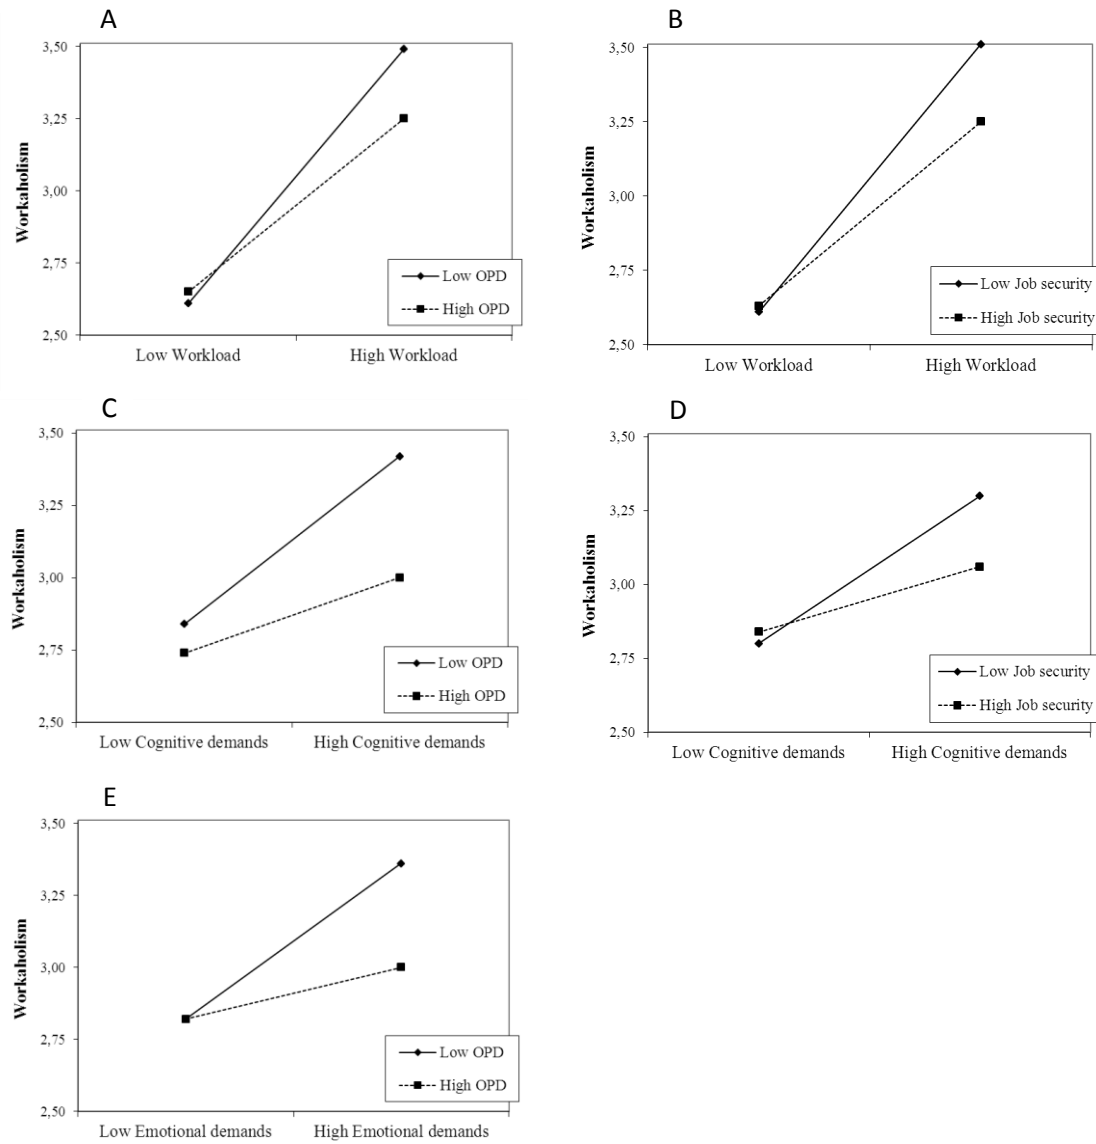 A
3,50
3,25
3,00
2,75
2,50
Workaholism
Low OPD
High OPD
Low Workload
High Workload
B
3,50
3,25
3,00
2,75
2,50
Workaholism
Low Job security
High Job security
Low Workload
High Workload
C
3,50
3,25
3,00
2,75
2,50
Workaholism
Low OPD
High OPD
Low Cognitive demands
High Cognitive demands
D
3,50
3,25
3,00
2,75
2,50
Workaholism
Low Job security
High Job security
Low Cognitive demands
High Cognitive demands
E
3,50
3,25
3,00
2,75
2,50
Workaholism
Low OPD
High OPD
Low Emotional demands
High Emotional demands